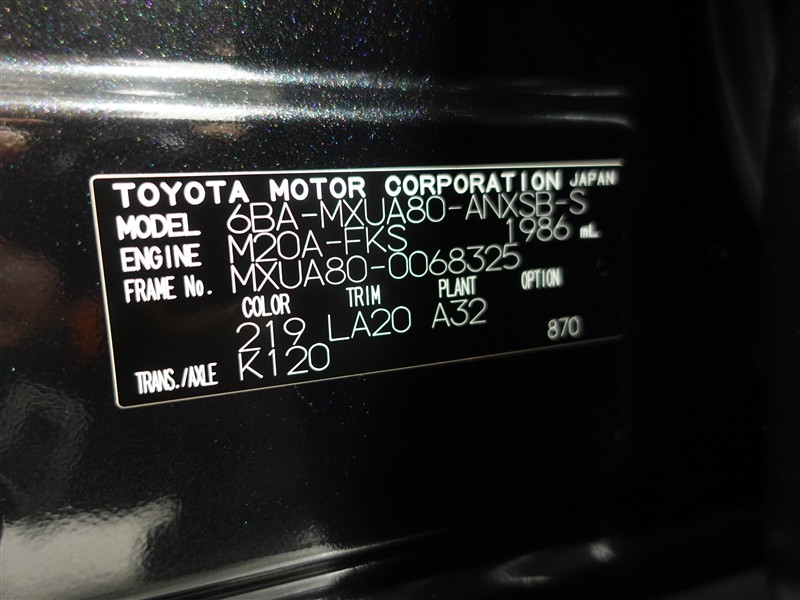 TOYOTA MOTOR CORPORATION JAPAN
MODEL 6BA-MXUA80-ANXSB-S
ENGINE M20A-FKS 1986 mL
FRAME No. MXUA80-0068325
COLOR TRIM PLANT OPTION
219 LA20 A32
TRANS./AXLE K120 870